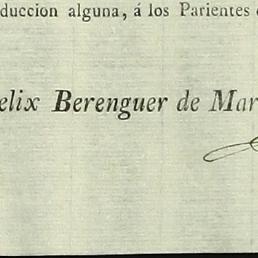 duccion alguna, á los Parientes
elix Berenguer de Mar